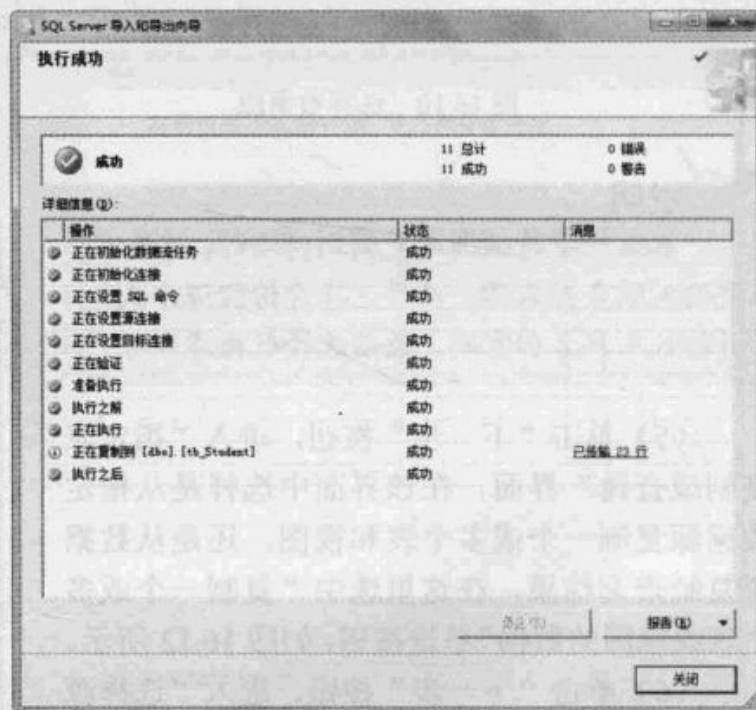 SQL Server 导入和导出向导
执行成功
成功
11 总计
0 错误
11 成功
0 警告
详细信息(D):
操作 状态 消息
正在初始化数据流任务 成功
正在初始化连接 成功
正在设置 SQL 命令 成功
正在设置源连接 成功
正在设置目标连接 成功
正在验证 成功
准备执行 成功
执行之前 成功
正在执行 成功
正在复制到 [dbo].[tb_Student] 成功 已传输 23 行
执行之后 成功
停止(S)
报告(R)
关闭